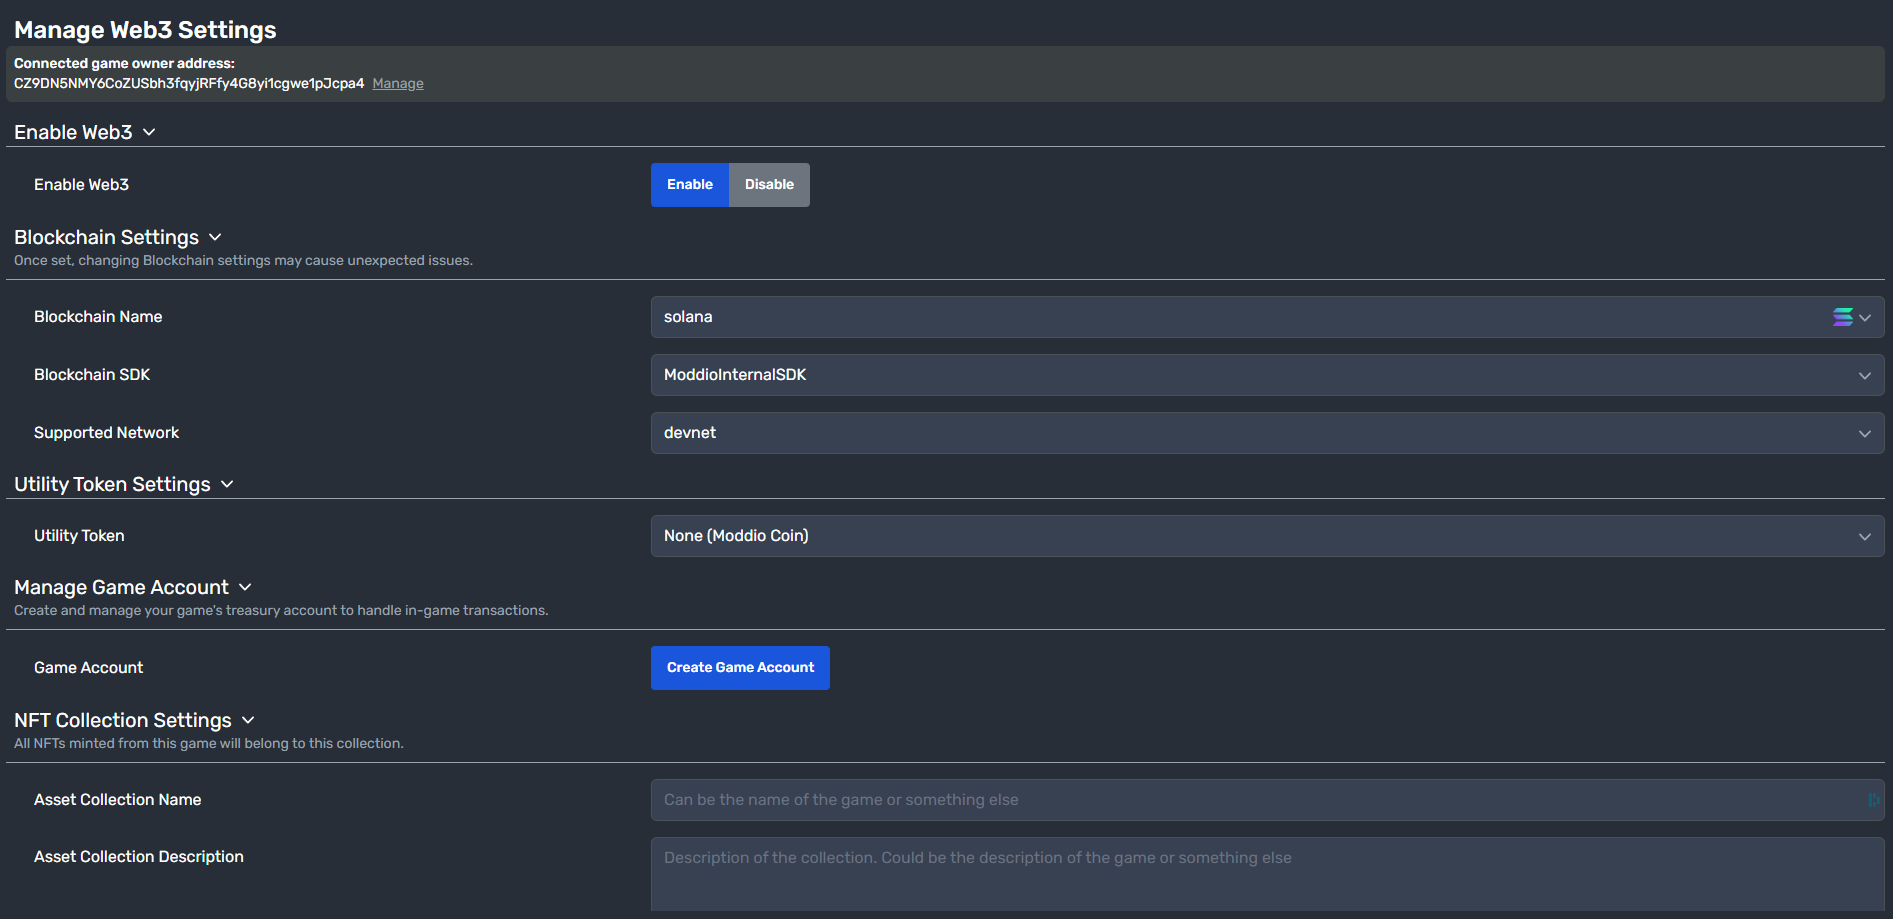 Manage Web3 Settings
Connected game owner address:
CZ9DN5NMY6CoZUSbh3fqyjRFfy4G8yi1cgwe1pJcpa4 Manage
Enable Web3
Enable Web3
Enable Disable
Blockchain Settings
Once set, changing Blockchain settings may cause unexpected issues.
Blockchain Name
solana
Blockchain SDK
ModdioInternalSDK
Supported Network
devnet
Utility Token Settings
Utility Token
None (Moddio Coin)
Manage Game Account
Create and manage your game's treasury account to handle in-game transactions.
Game Account
Create Game Account
NFT Collection Settings
All NFTs minted from this game will belong to this collection.
Asset Collection Name
Can be the name of the game or something else
Asset Collection Description
Description of the collection. Could be the description of the game or something else